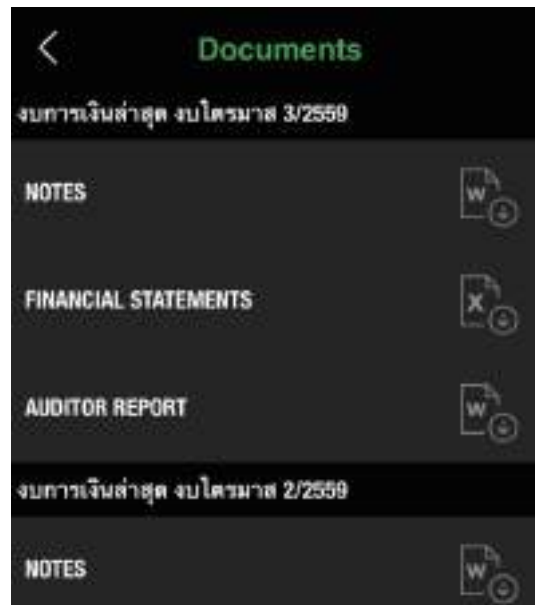 Documents
งบการเงินล่าสุด งบไตรมาส 3/2559
NOTES
W
FINANCIAL STATEMENTS
X
AUDITOR REPORT
W
งบการเงินล่าสุด งบไตรมาส 2/2559
NOTES
W